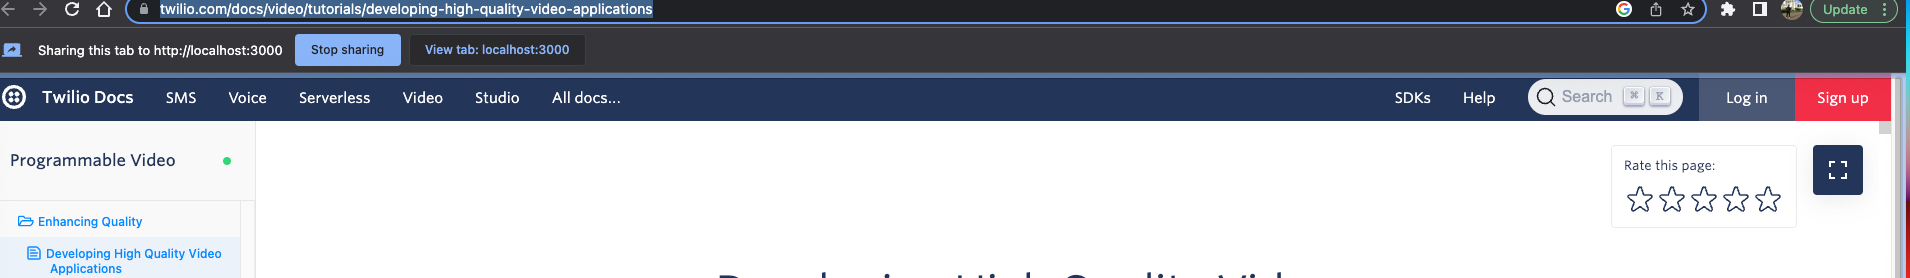 twilio.com/docs/video/tutorials/developing-high-quality-video-applications
Update
Sharing this tab to http://localhost:3000 Stop sharing View tab: localhost:3000
Twilio Docs SMS Voice Serverless Video Studio All docs... SDKs Help Search ⌘ K Log in Sign up
Programmable Video
Rate this page:
Enhancing Quality
Developing High Quality Video
Applications